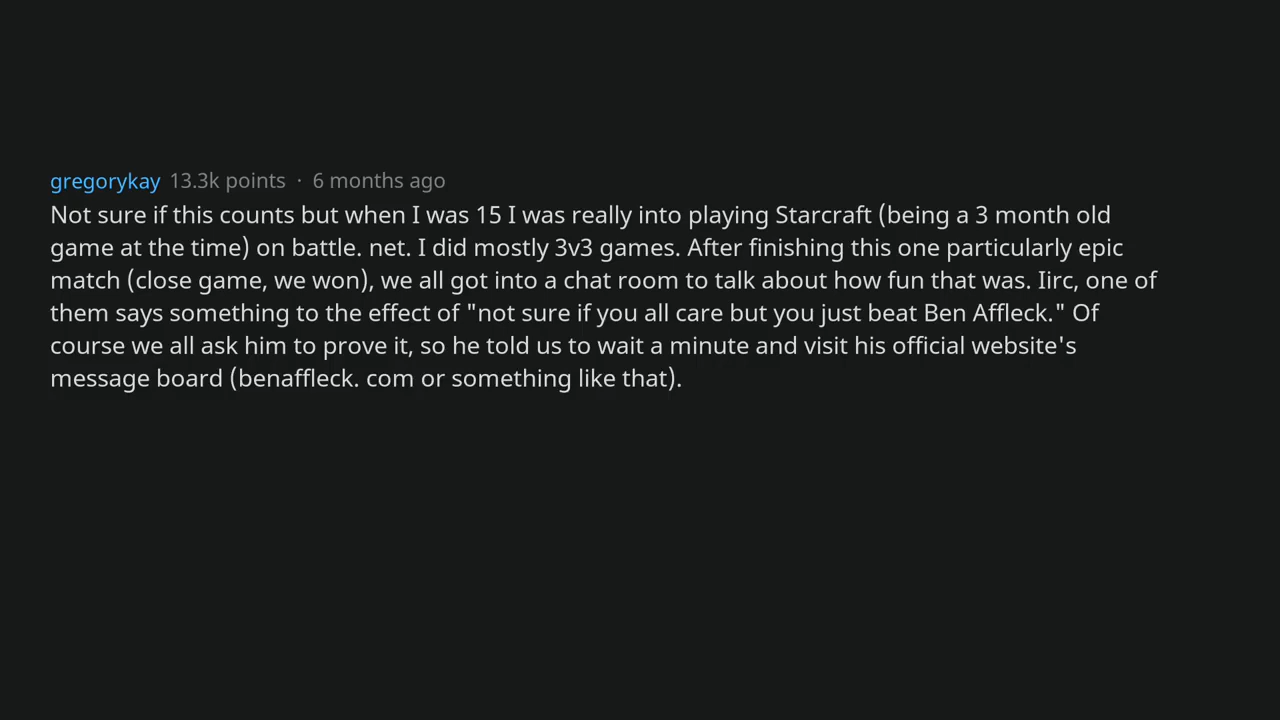 gregorykay 13.3k points · 6 months ago
Not sure if this counts but when I was 15 I was really into playing Starcraft (being a 3 month old
game at the time) on battle. net. I did mostly 3v3 games. After finishing this one particularly epic
match (close game, we won), we all got into a chat room to talk about how fun that was. Iirc, one of
them says something to the effect of "not sure if you all care but you just beat Ben Affleck." Of
course we all ask him to prove it, so he told us to wait a minute and visit his official website's
message board (benaffleck. com or something like that).